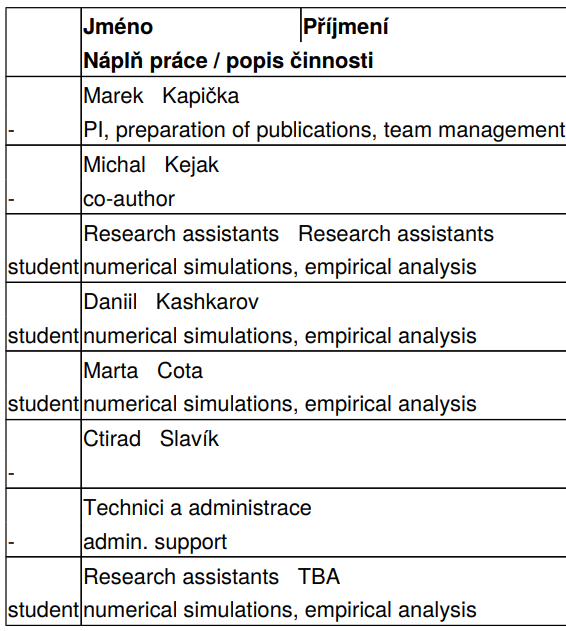 Jméno Příjmení
Náplň práce / popis činnosti
Marek Kapička
- PI, preparation of publications, team management
Michal Kejak
- co-author
Research assistants Research assistants
student numerical simulations, empirical analysis
Daniil Kashkarov
student numerical simulations, empirical analysis
Marta Cota
student numerical simulations, empirical analysis
Ctirad Slavík
-
Technici a administrace
- admin. support
Research assistants TBA
student numerical simulations, empirical analysis